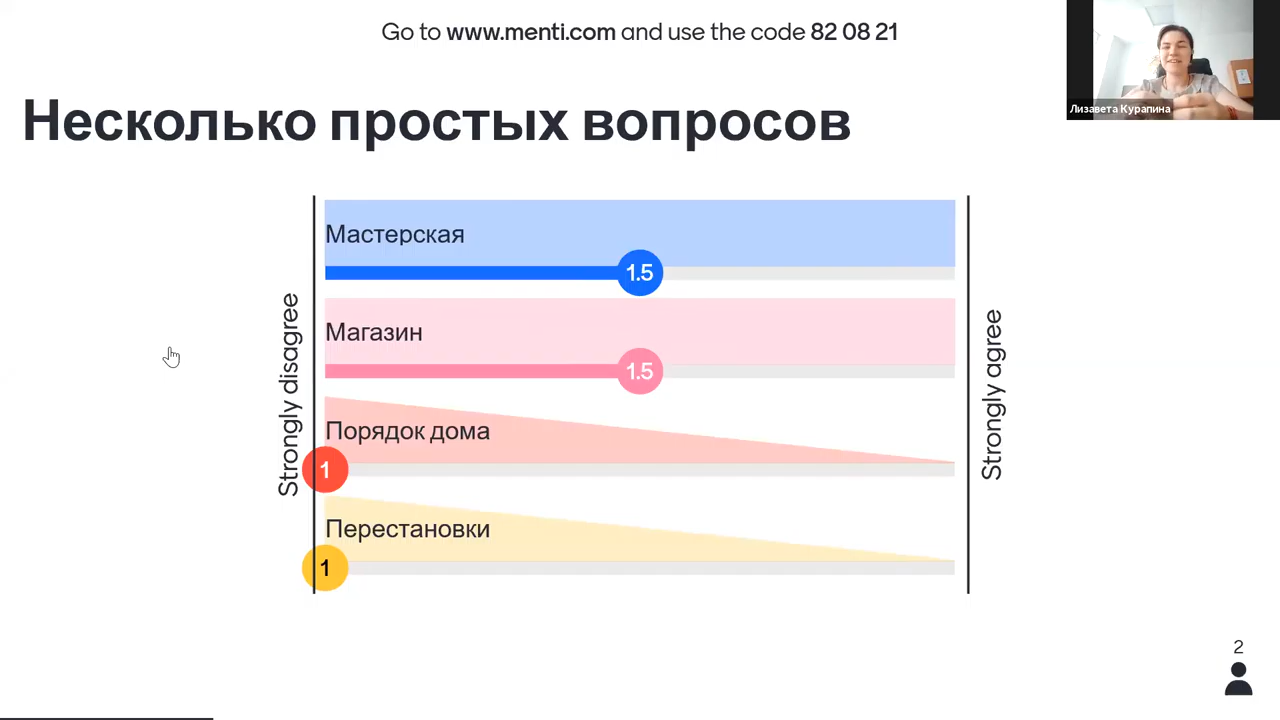 Go to www.menti.com and use the code 82 08 21
Лизавета Курапина
Несколько простых вопросов
Strongly disagree
Мастерская
1.5
Магазин
1.5
Порядок дома
1
Перестановки
1
Strongly agree
2